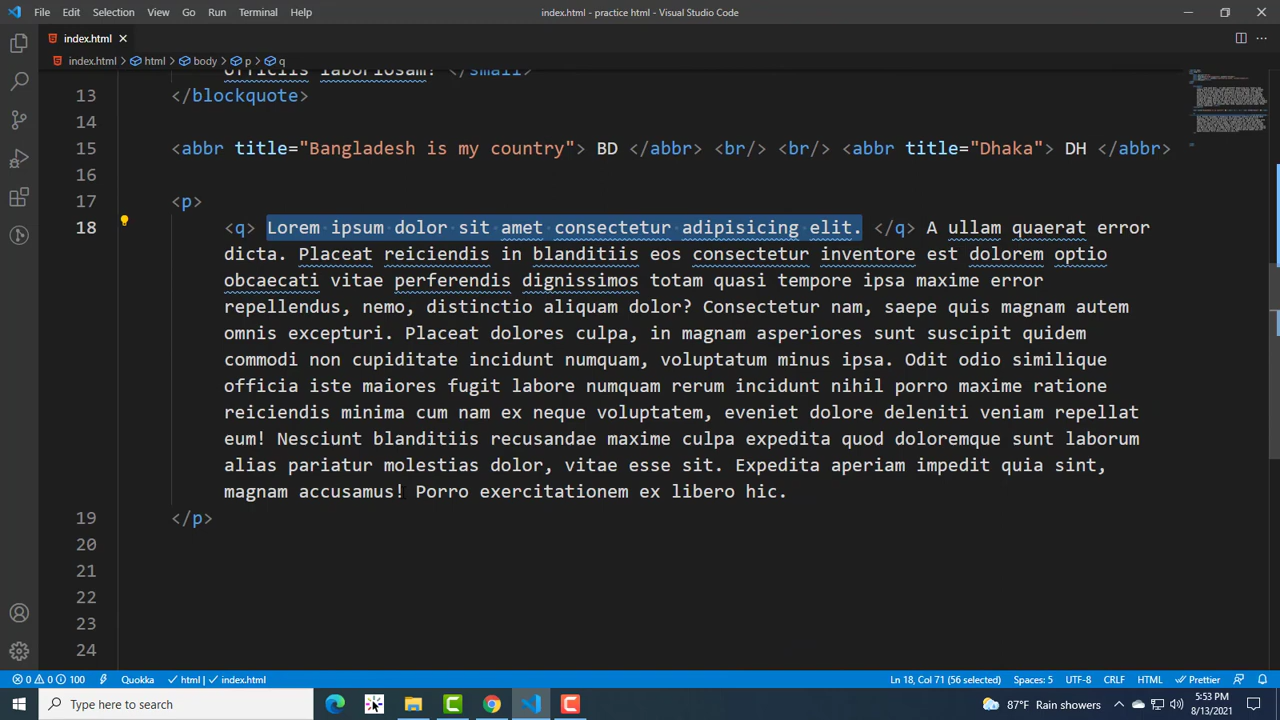 File Edit Selection View Go Run Terminal Help index.html - practice html - Visual Studio Code
index.html
index.html > html > body > p > q
officiis laboriosam! </small>
13 </blockquote>
14
15 <abbr title="Bangladesh is my country"> BD </abbr> <br/> <br/> <abbr title="Dhaka"> DH </abbr>
16
17 <p>
18 <q> Lorem ipsum dolor sit amet consectetur adipisicing elit. </q> A ullam quaerat error
dicta. Placeat reiciendis in blanditiis eos consectetur inventore est dolorem optio
obcaecati vitae perferendis dignissimos totam quasi tempore ipsa maxime error
repellendus, nemo, distinctio aliquam dolor? Consectetur nam, saepe quis magnam autem
omnis excepturi. Placeat dolores culpa, in magnam asperiores sunt suscipit quidem
commodi non cupiditate incidunt numquam, voluptatum minus ipsa. Odit odio similique
officia iste maiores fugit labore numquam rerum incidunt nihil porro maxime ratione
reiciendis minima cum nam ex neque voluptatem, eveniet dolore deleniti veniam repellat
eum! Nesciunt blanditiis recusandae maxime culpa expedita quod doloremque sunt laborum
alias pariatur molestias dolor, vitae esse sit. Expedita aperiam impedit quia sint,
magnam accusamus! Porro exercitationem ex libero hic.
19 </p>
20
21
22
23
24
0 0 100 Quokka html | index.html Ln 18, Col 71 (56 selected) Spaces: 5 UTF-8 CRLF HTML Prettier
Type here to search 87°F Rain showers 5:53 PM
8/13/2021